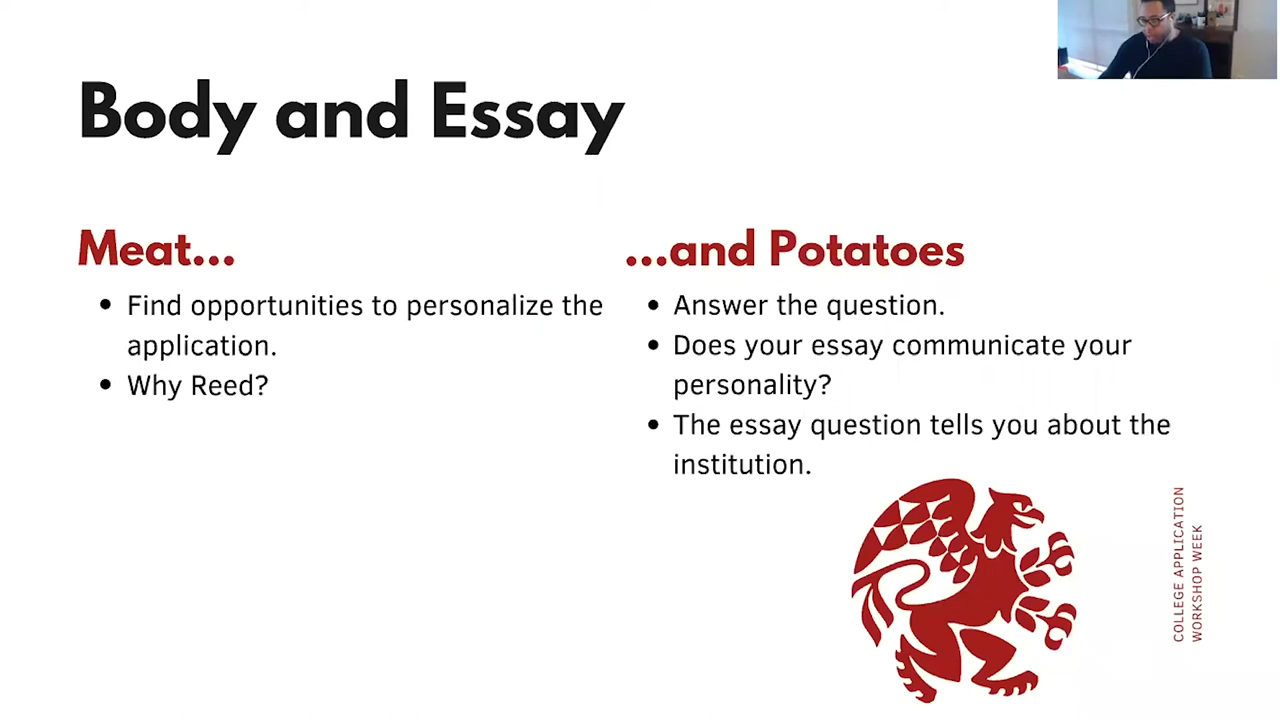 Body and Essay
Meat...
• Find opportunities to personalize the
application.
• Why Reed?
...and Potatoes
• Answer the question.
• Does your essay communicate your
personality?
• The essay question tells you about the
institution.
COLLEGE APPLICATION
WORKSHOP WEEK